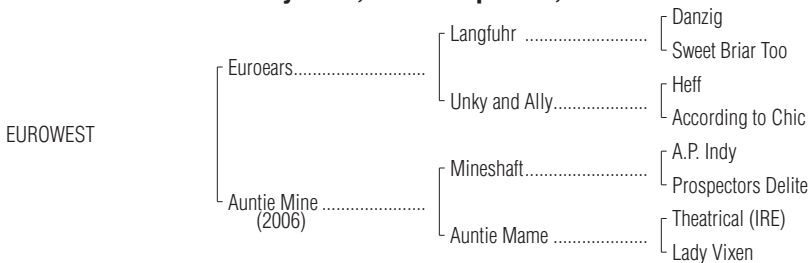 Danzig
Langfuhr ..............................
Sweet Briar Too
Euroears.................................
Heff
Unky and Ally.......................
According to Chic
EUROWEST
A.P. Indy
Mineshaft..............................
Prospectors Delite
Auntie Mine .........................
(2006)
Theatrical (IRE)
Auntie Mame .......................
Lady Vixen